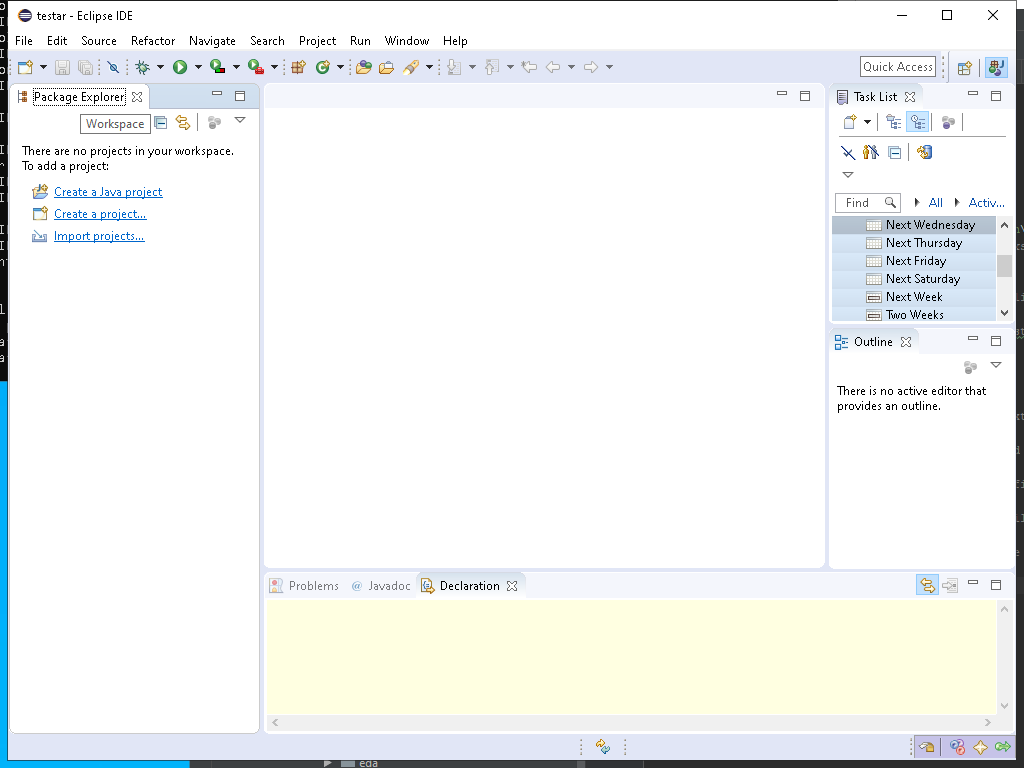 testar - Eclipse IDE
File Edit Source Refactor Navigate Search Project Run Window Help
Quick Access
Package Explorer
Workspace
There are no projects in your workspace.
To add a project:
Create a Java project
Create a project...
Import projects...
Task List
Find All Activ...
Next Wednesday
Next Thursday
Next Friday
Next Saturday
Next Week
Two Weeks
Outline
There is no active editor that
provides an outline.
Problems @ Javadoc Declaration
eda